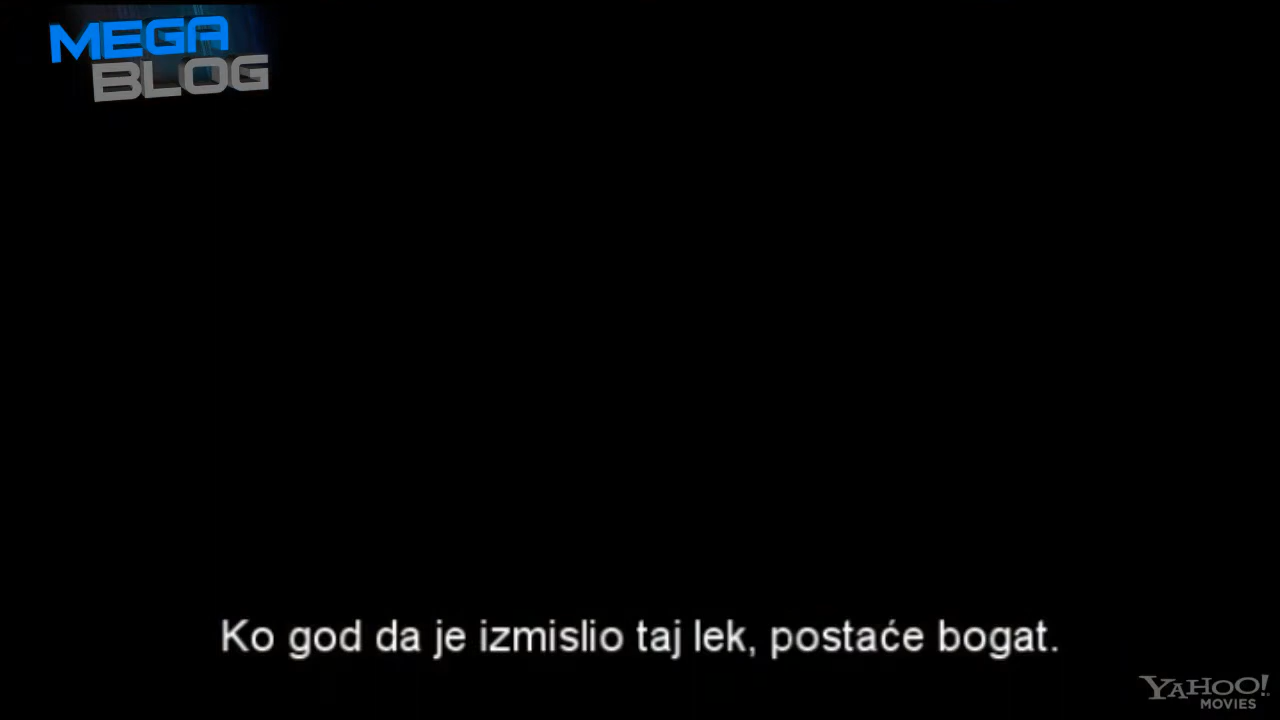 MEGA
BLOG
Ko god da je izmislio taj lek, postaće bogat.
YAHOO!
MOVIES